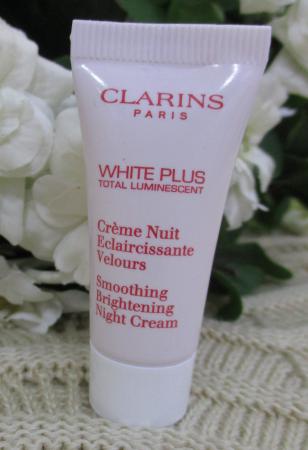 CLARINS
PARIS
WHITE PLUS
TOTAL LUMINESCENT
Crème Nuit
Eclaircissante
Velours
Smoothing
Brightening
Night Cream